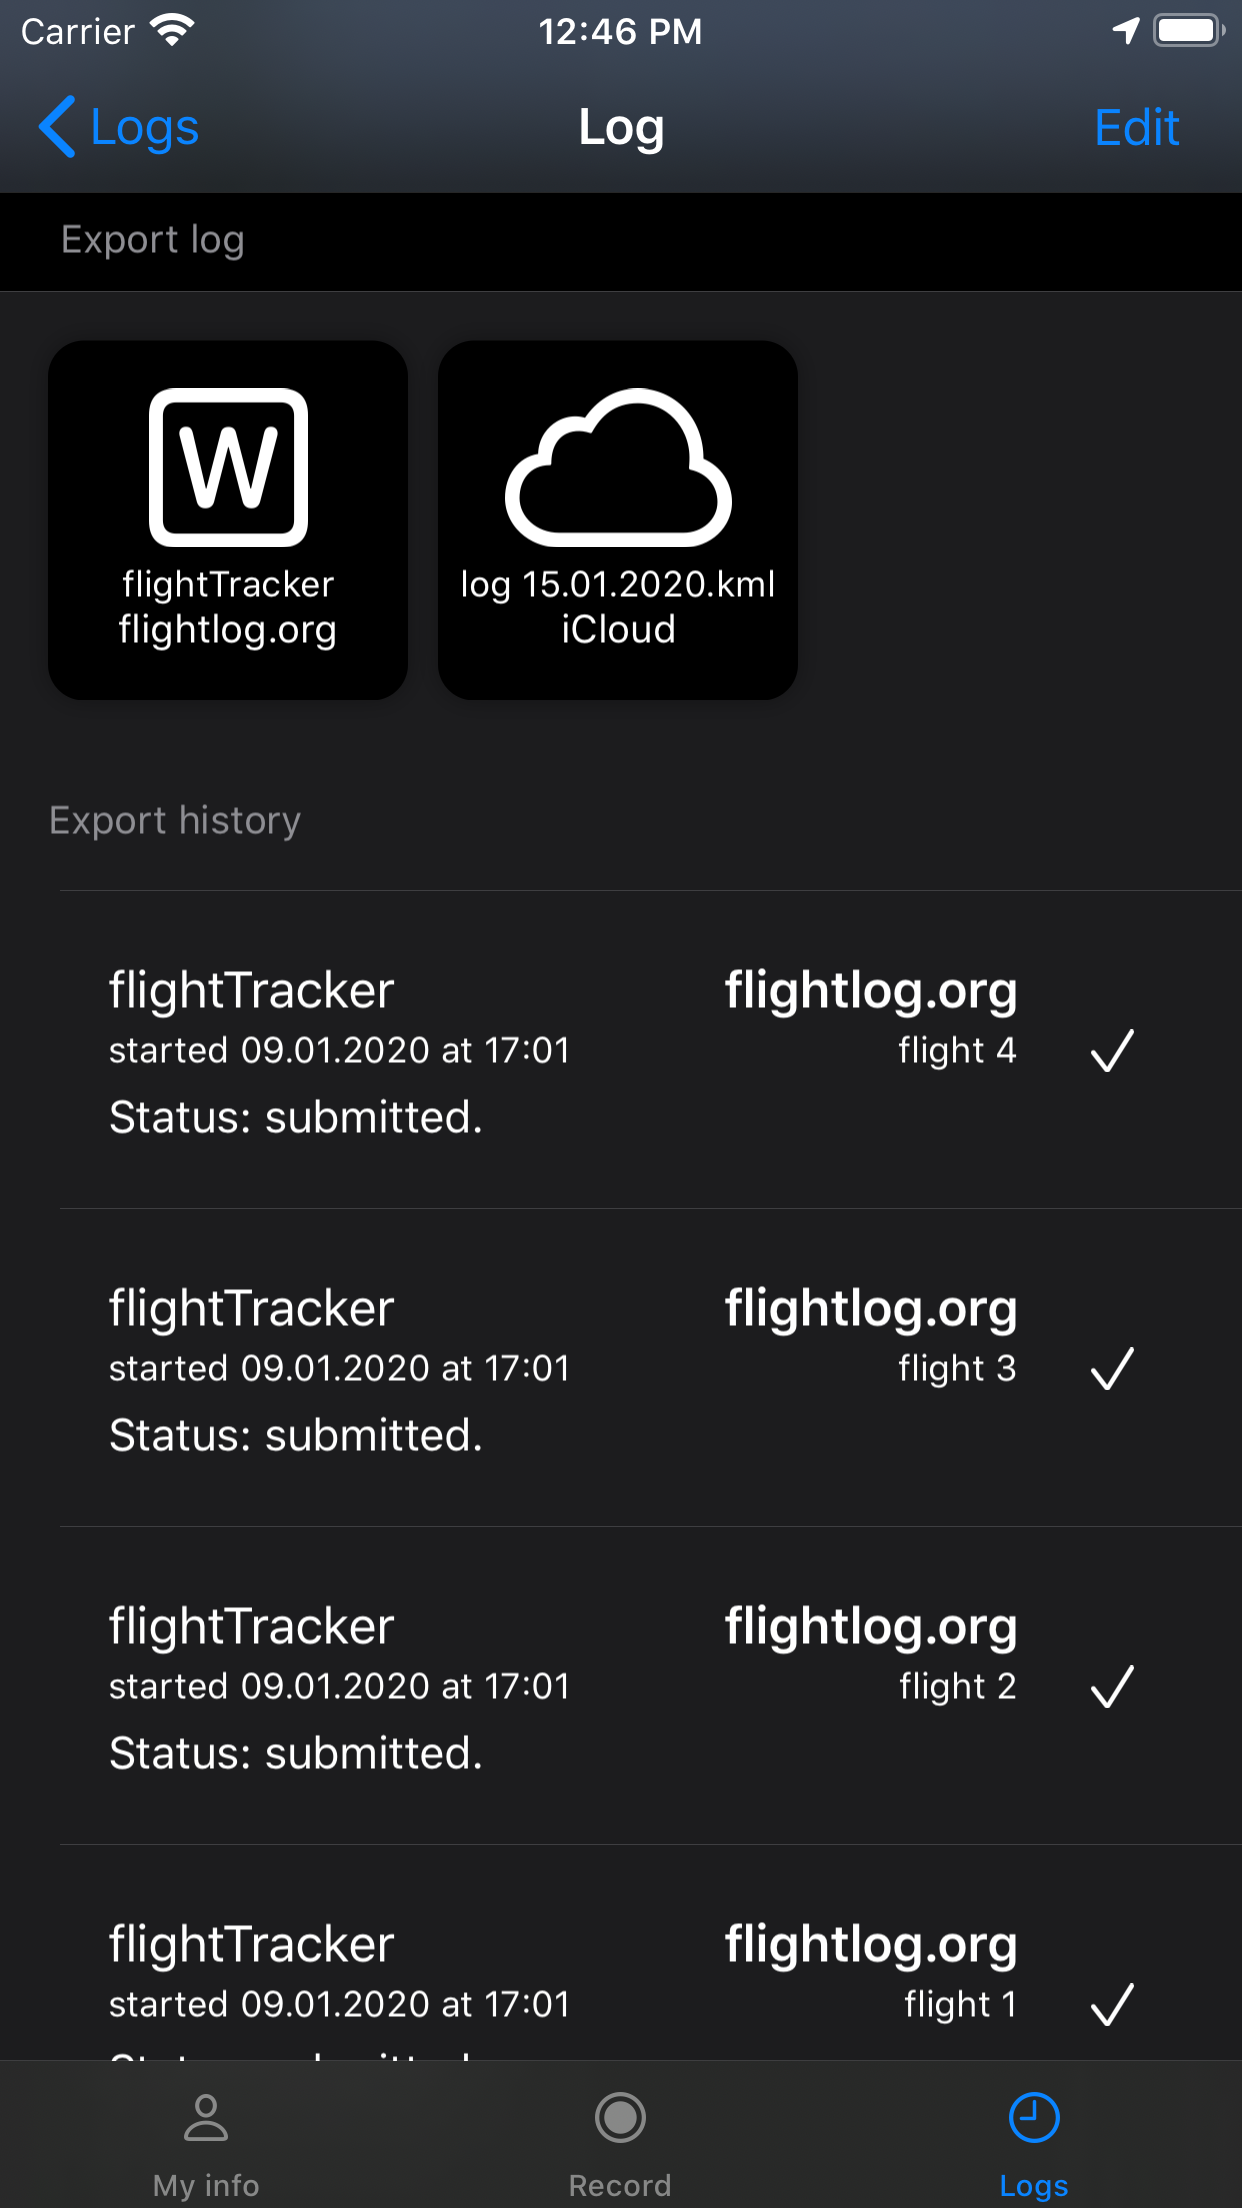 Carrier 12:46 PM
Logs Log Edit
Export log
W
flightTracker
flightlog.org
log 15.01.2020.kml
iCloud
Export history
flightTracker flightlog.org
started 09.01.2020 at 17:01 flight 4
Status: submitted.
flightTracker flightlog.org
started 09.01.2020 at 17:01 flight 3
Status: submitted.
flightTracker flightlog.org
started 09.01.2020 at 17:01 flight 2
Status: submitted.
flightTracker flightlog.org
started 09.01.2020 at 17:01 flight 1
My info Record Logs